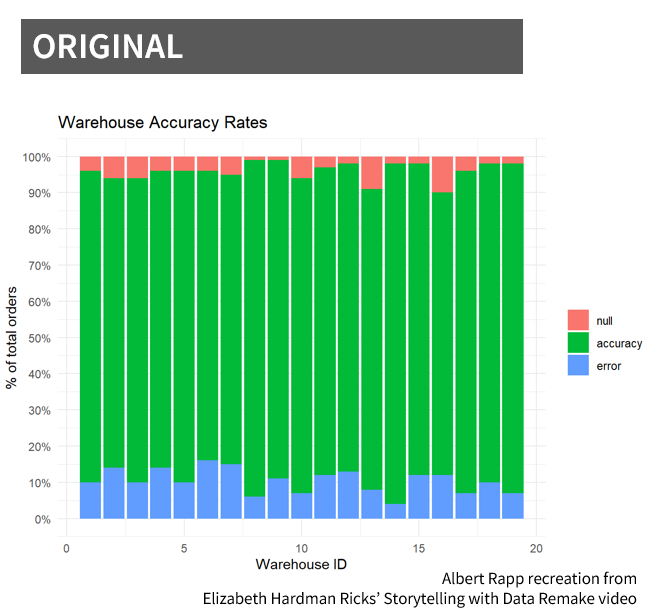 ORIGINAL
Warehouse Accuracy Rates
100%
90%
80%
70%
60%
50%
40%
30%
20%
10%
0%
% of total orders
0 5 10 15 20
Warehouse ID
null
accuracy
error
Albert Rapp recreation from
Elizabeth Hardman Ricks’ Storytelling with Data Remake video